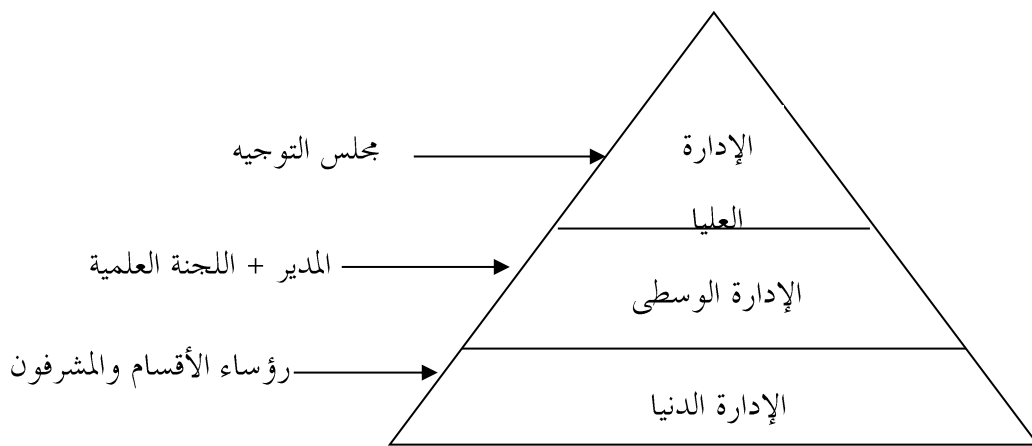 الإدارة
العليا
مجلس التوجيه
الإدارة الوسطى
المدير + اللجنة العلمية
الإدارة الدنيا
رؤساء الأقسام والمشرفون